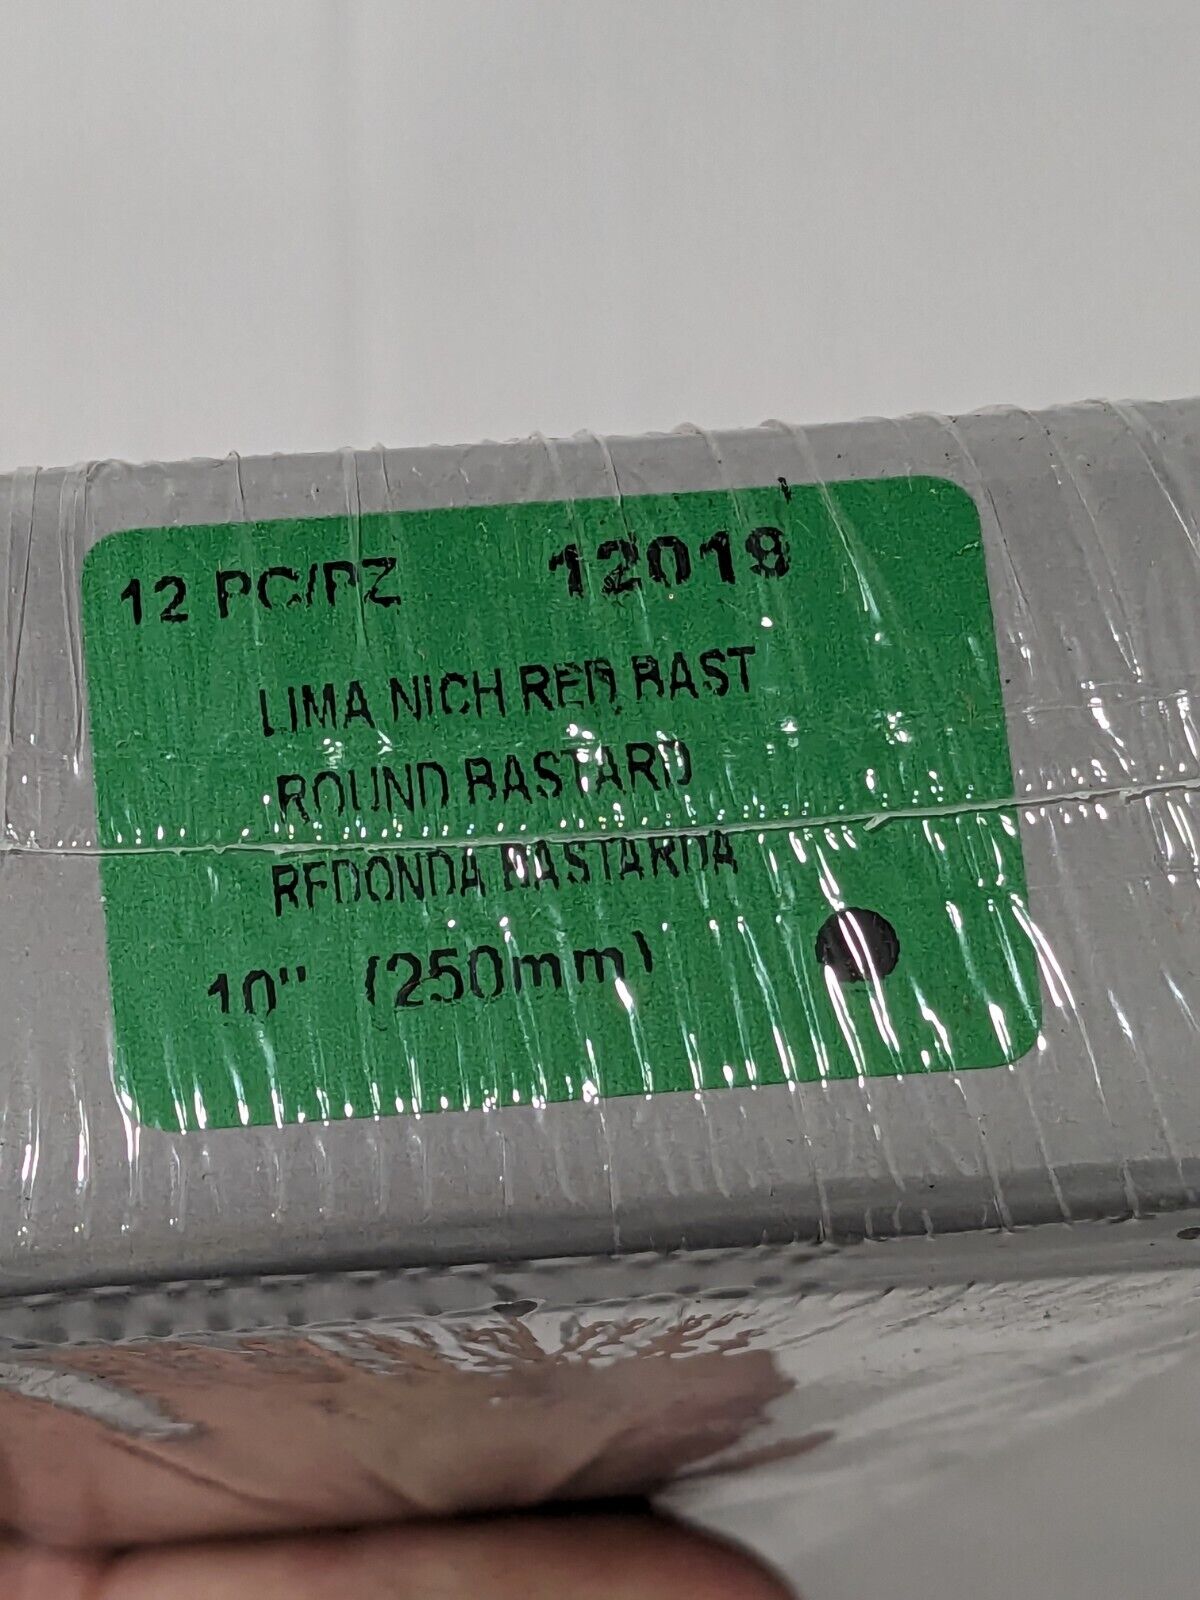 12 PC/PZ 12019
LIMA NICH RED BAST
ROUND BASTARD
REDONDA BASTARDA
10" (250mm)